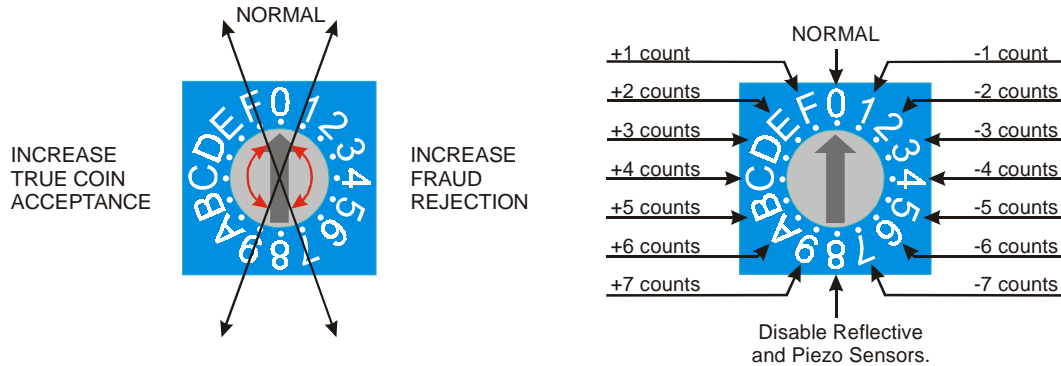 NORMAL
INCREASE
TRUE COIN
ACCEPTANCE
0
1
2
3
4
5
6
7
8
9
A
B
C
D
E
F
INCREASE
FRAUD
REJECTION
NORMAL
+1 count
+2 counts
+3 counts
+4 counts
+5 counts
+6 counts
+7 counts
0
1
2
3
4
5
6
7
8
9
A
B
C
D
E
F
-1 count
-2 counts
-3 counts
-4 counts
-5 counts
-6 counts
-7 counts
Disable Reflective
and Piezo Sensors.